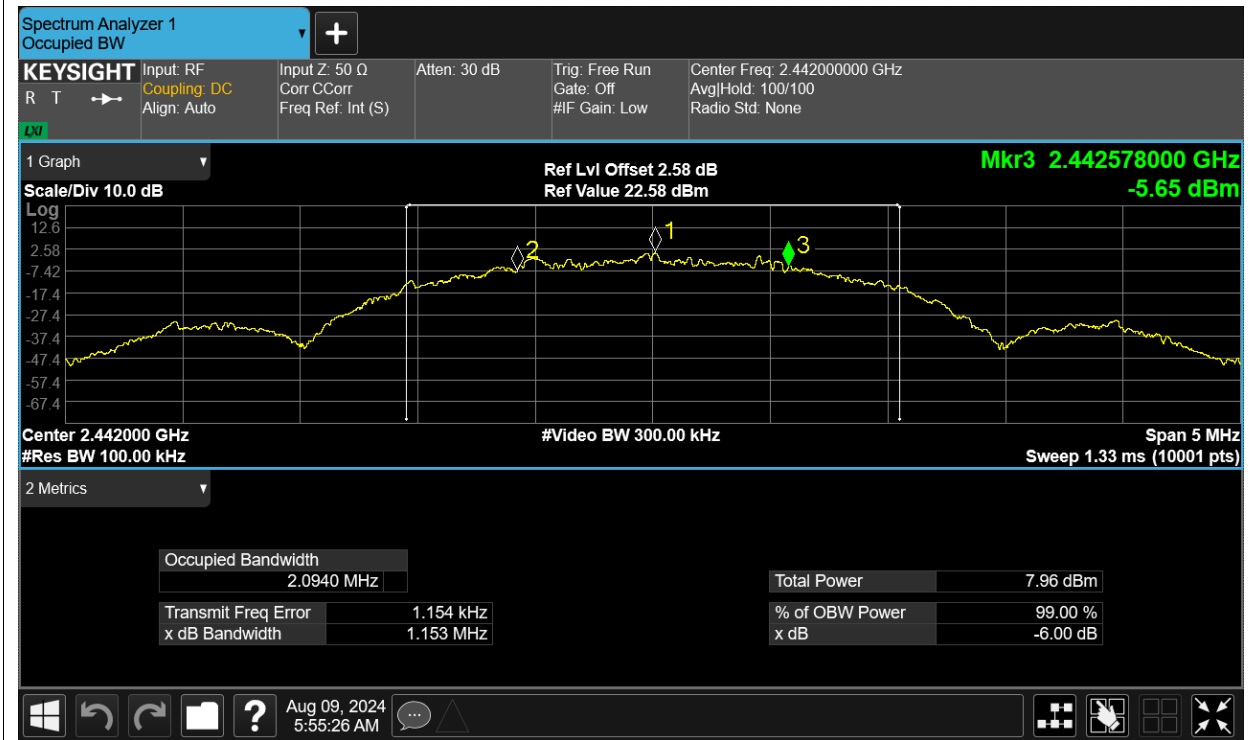 Spectrum Analyzer 1
Occupied BW
KEYSIGHT
R T
LXI
Input: RF
Coupling: DC
Align: Auto
Input Z: 50 Ω
Corr CCorr
Freq Ref: Int (S)
Atten: 30 dB
Trig: Free Run
Gate: Off
#IF Gain: Low
Center Freq: 2.442000000 GHz
Avg|Hold: 100/100
Radio Std: None
1 Graph
Scale/Div 10.0 dB
Ref Lvl Offset 2.58 dB
Ref Value 22.58 dBm
Mkr3 2.442578000 GHz
-5.65 dBm
Log
12.6
2.58
-7.42
-17.4
-27.4
-37.4
-47.4
-57.4
-67.4
2
1
3
Center 2.442000 GHz
#Video BW 300.00 kHz
Span 5 MHz
#Res BW 100.00 kHz
Sweep 1.33 ms (10001 pts)
2 Metrics
Occupied Bandwidth
2.0940 MHz
Total Power 7.96 dBm
Transmit Freq Error 1.154 kHz
% of OBW Power 99.00 %
x dB Bandwidth 1.153 MHz
x dB -6.00 dB
?
Aug 09, 2024
5:55:26 AM